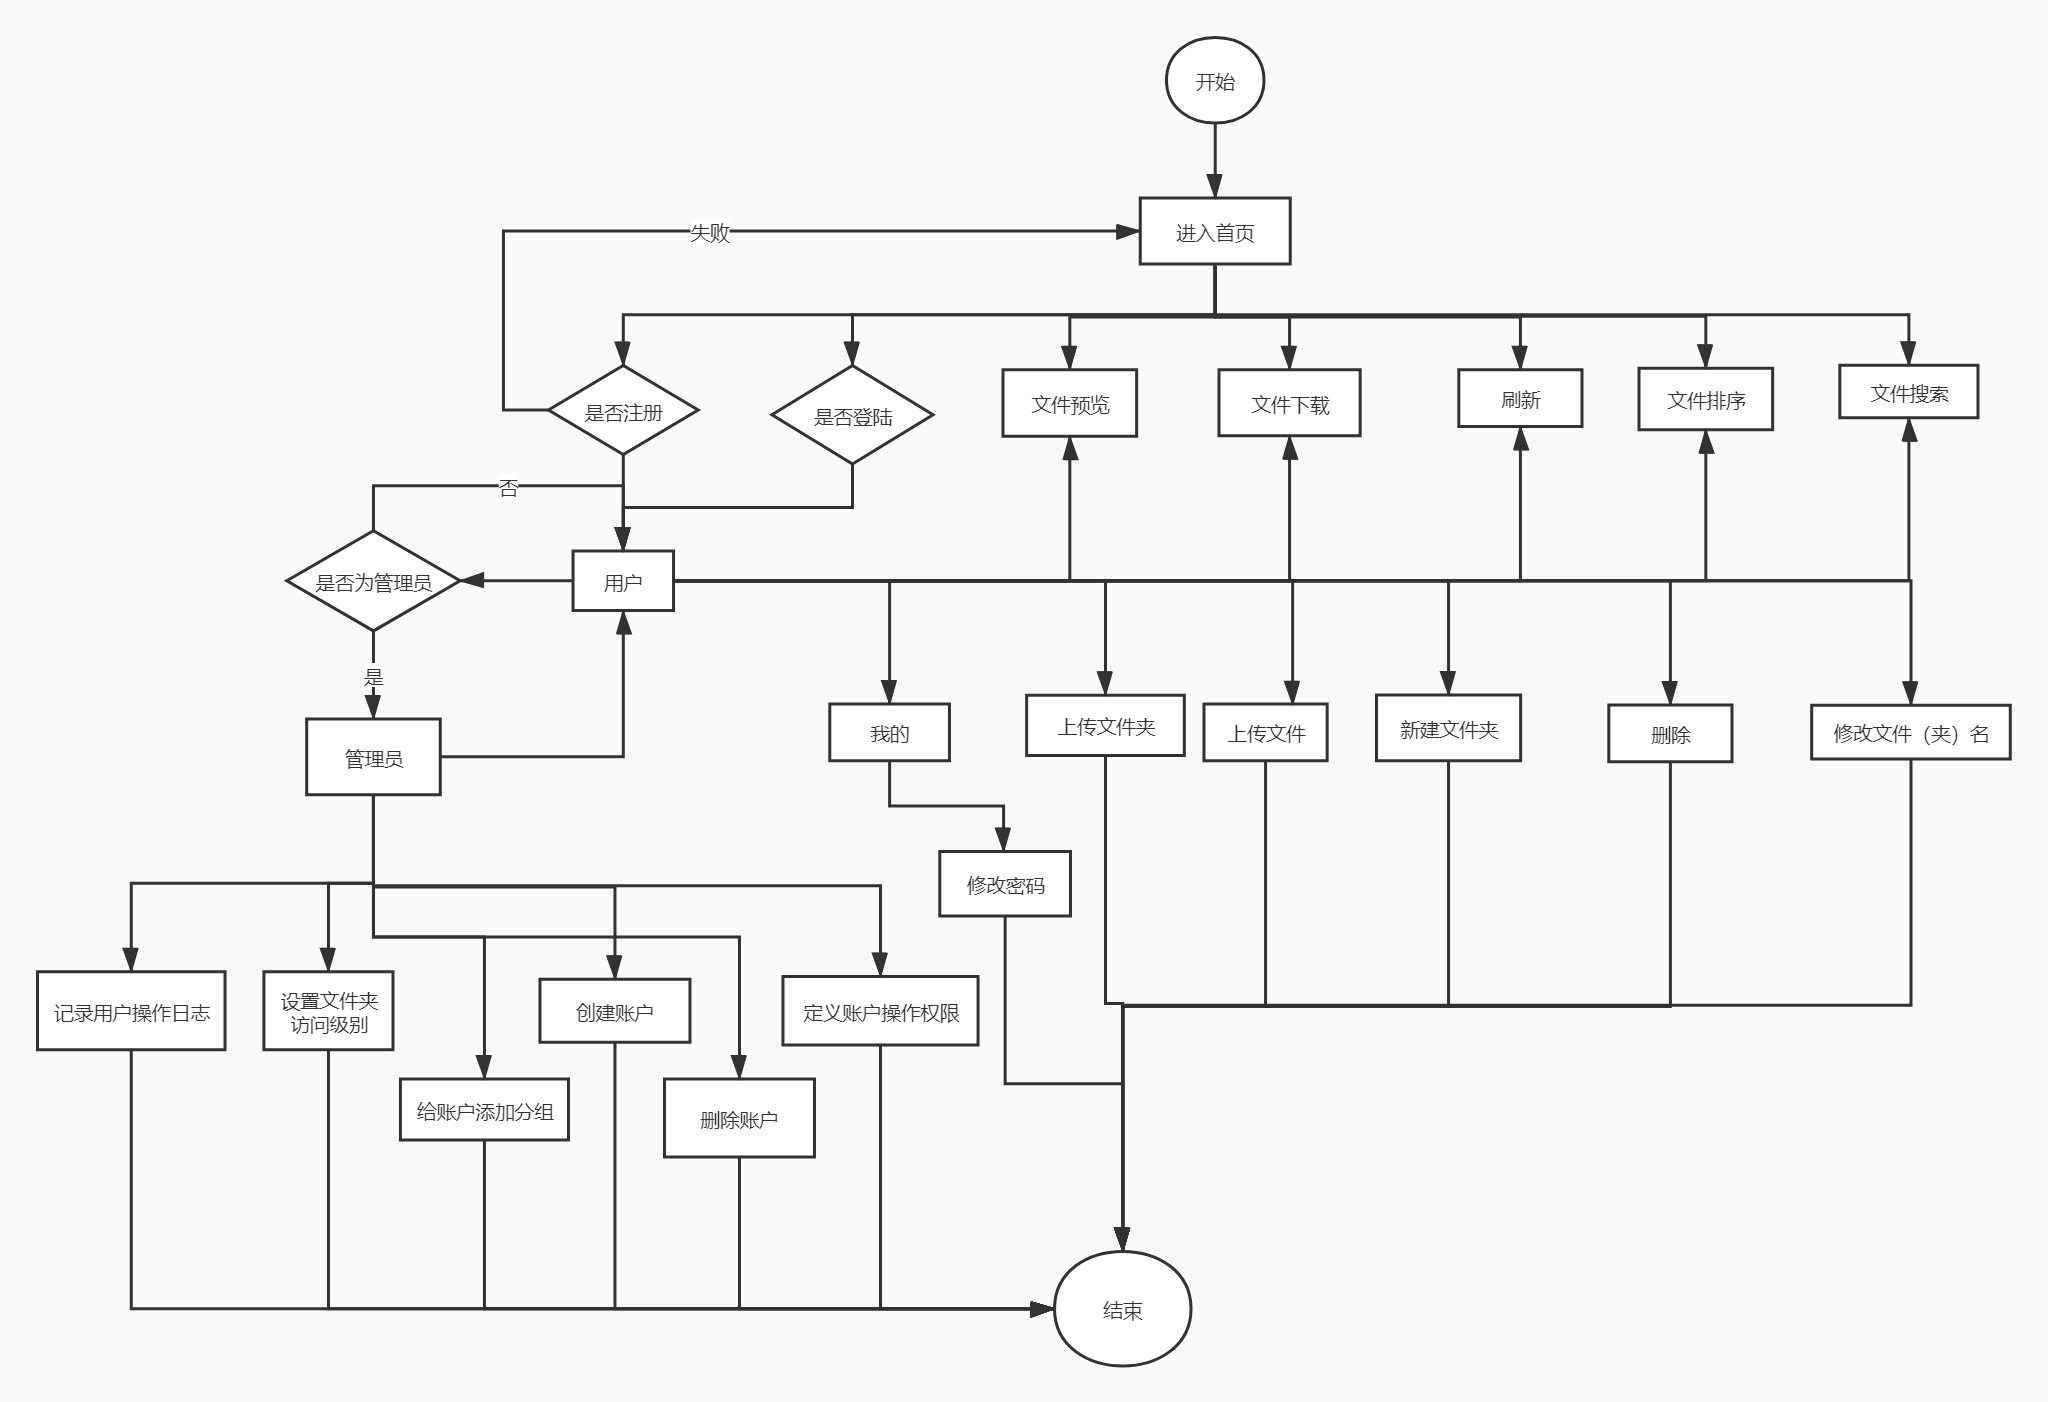 开始
进入首页
失败
是否注册
是否登陆
文件预览
文件下载
刷新
文件排序
文件搜索
否
是否为管理员
用户
是
管理员
我的
上传文件夹
上传文件
新建文件夹
删除
修改文件（夹）名
修改密码
记录用户操作日志
设置文件夹
访问级别
创建账户
定义账户操作权限
给账户添加分组
删除账户
结束